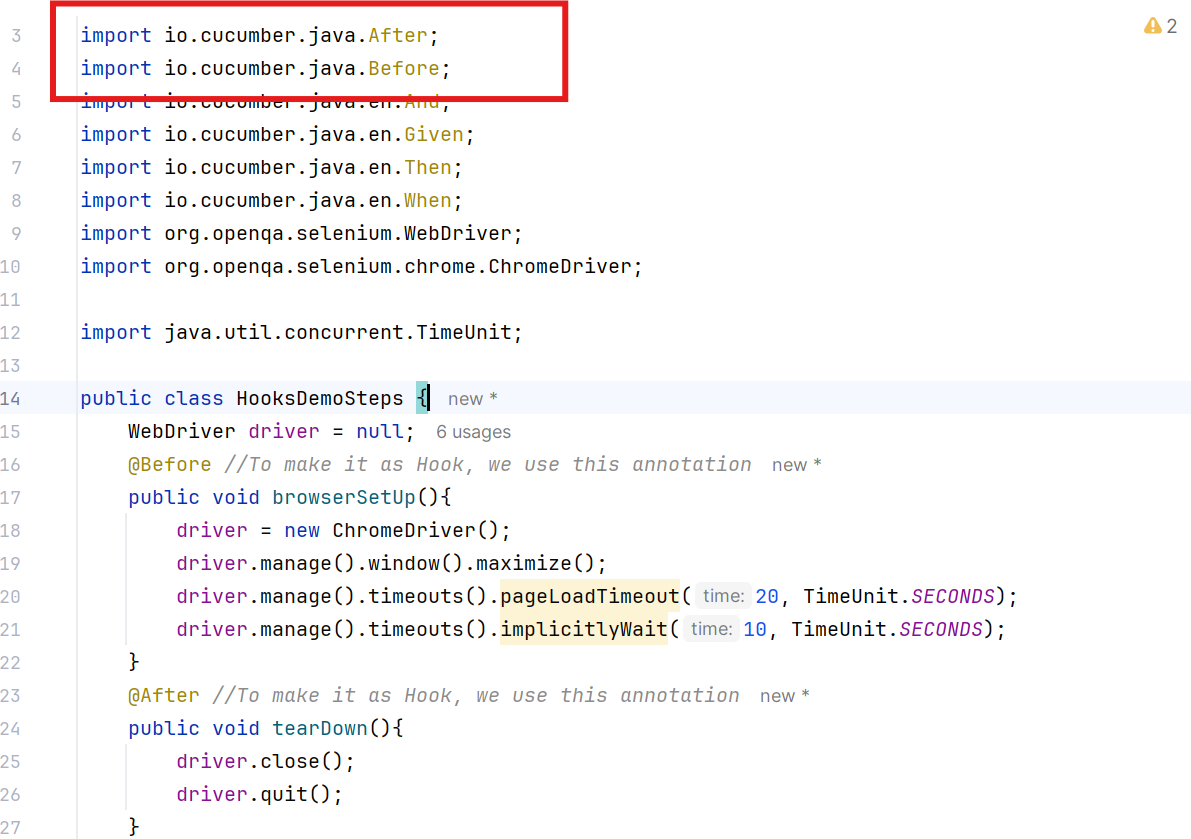 3 import io.cucumber.java.After;
⚠ 2
4 import io.cucumber.java.Before;
5 import io.cucumber.java.en.And;
6 import io.cucumber.java.en.Given;
7 import io.cucumber.java.en.Then;
8 import io.cucumber.java.en.When;
9 import org.openqa.selenium.WebDriver;
10 import org.openqa.selenium.chrome.ChromeDriver;
11
12 import java.util.concurrent.TimeUnit;
13
14 public class HooksDemoSteps { new *
15 WebDriver driver = null; 6 usages
16 @Before //To make it as Hook, we use this annotation new *
17 public void browserSetUp(){
18 driver = new ChromeDriver();
19 driver.manage().window().maximize();
20 driver.manage().timeouts().pageLoadTimeout( time: 20, TimeUnit.SECONDS);
21 driver.manage().timeouts().implicitlyWait( time: 10, TimeUnit.SECONDS);
22 }
23 @After //To make it as Hook, we use this annotation new *
24 public void tearDown(){
25 driver.close();
26 driver.quit();
27 }